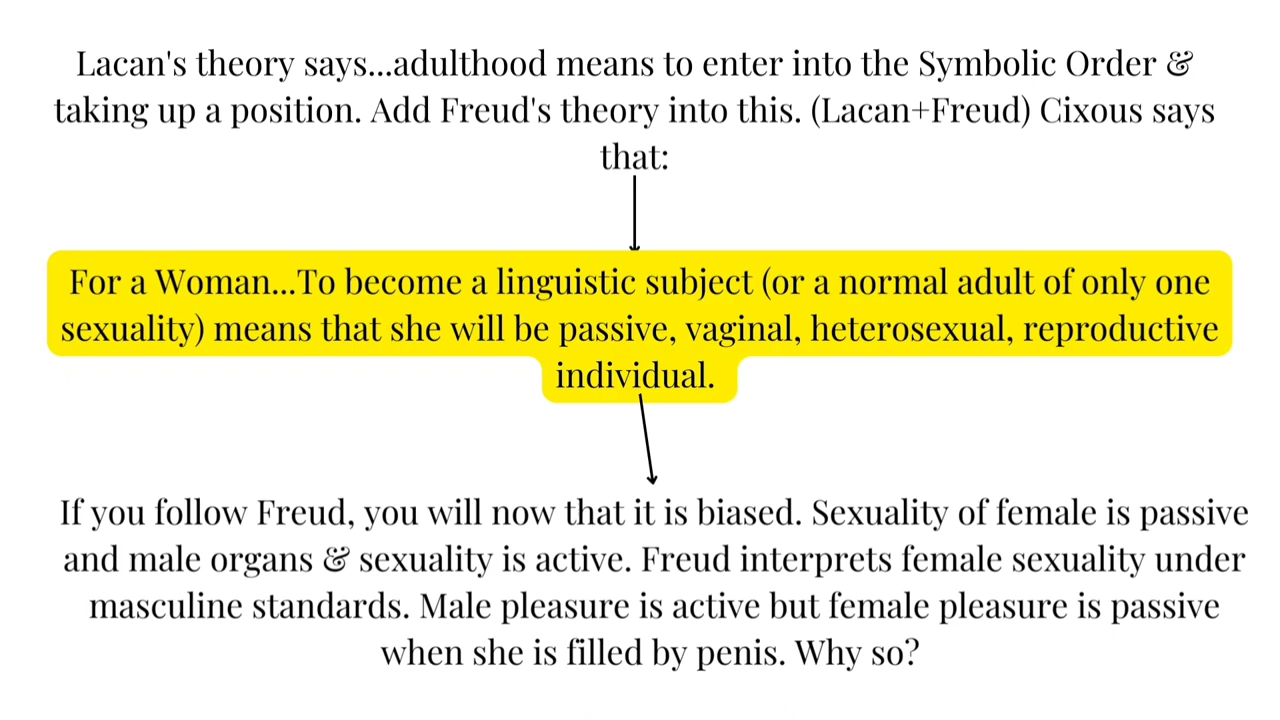 Lacan's theory says...adulthood means to enter into the Symbolic Order &
taking up a position. Add Freud's theory into this. (Lacan+Freud) Cixous says
that:
For a Woman...To become a linguistic subject (or a normal adult of only one
sexuality) means that she will be passive, vaginal, heterosexual, reproductive
individual.
If you follow Freud, you will now that it is biased. Sexuality of female is passive
and male organs & sexuality is active. Freud interprets female sexuality under
masculine standards. Male pleasure is active but female pleasure is passive
when she is filled by penis. Why so?